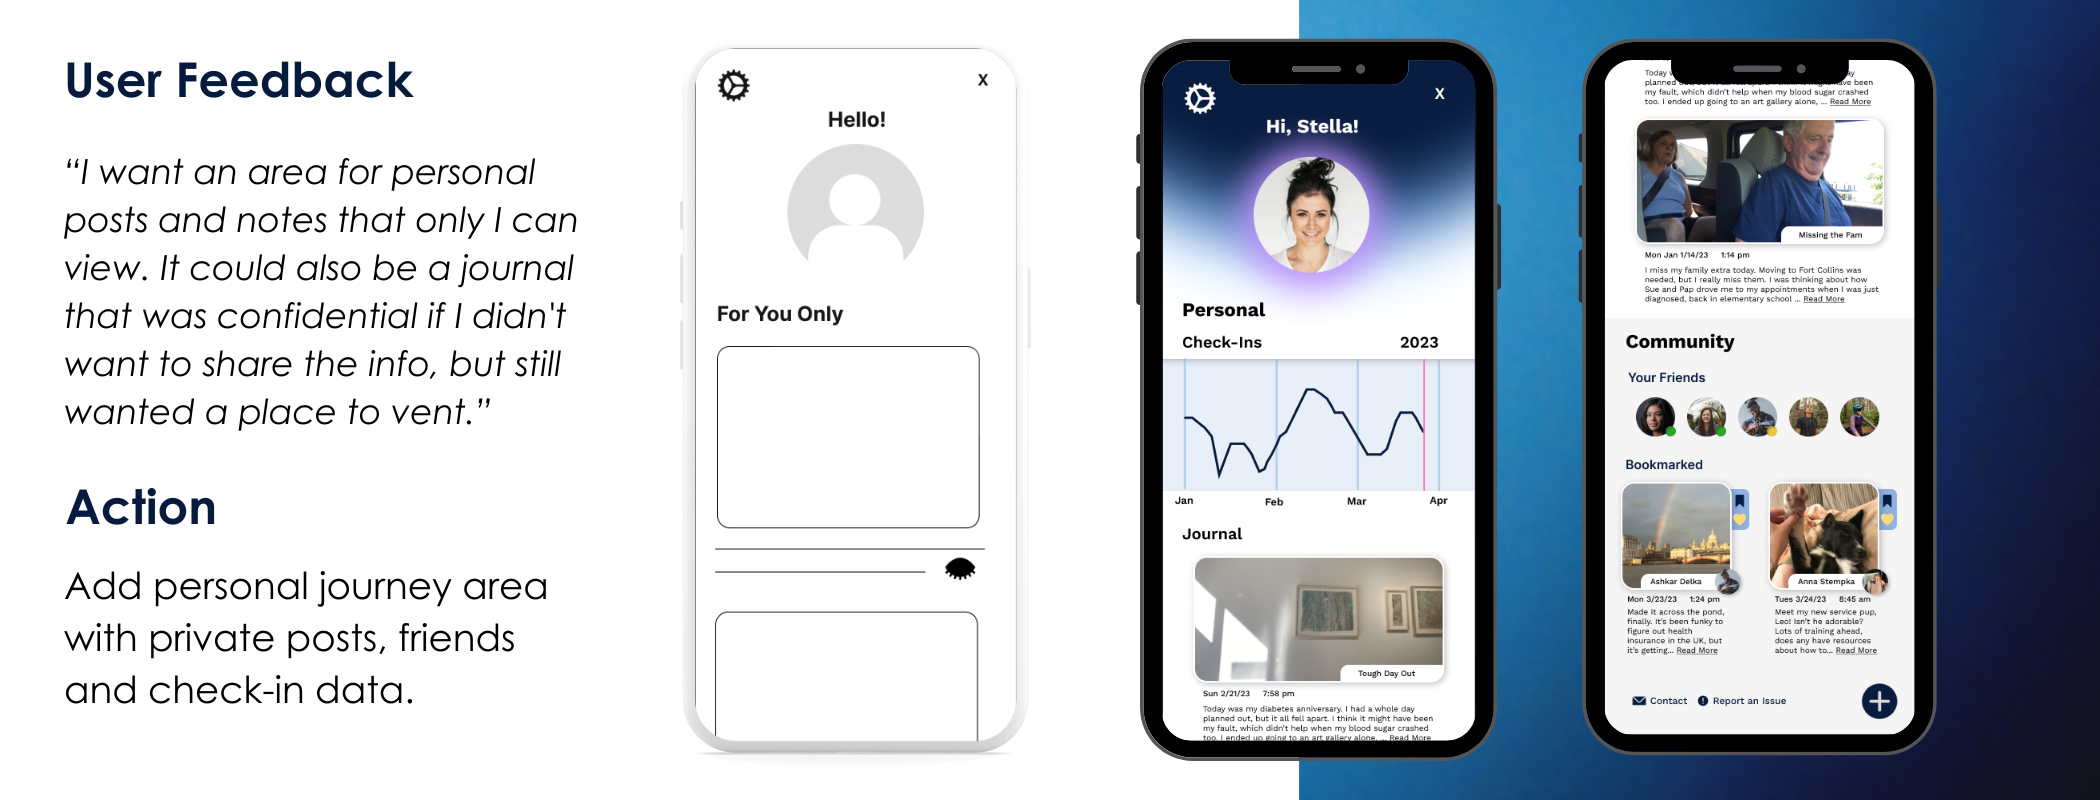 User Feedback
“I want an area for personal
posts and notes that only I can
view. It could also be a journal
that was confidential if I didn't
want to share the info, but still
wanted a place to vent.”
Action
Add personal journey area
with private posts, friends
and check-in data.
X
Hello!
For You Only
X
Hi, Stella!
Personal
Check-Ins 2023
Jan Feb Mar Apr
Journal
Tough Day Out
Sun 2/21/23 7:58 pm
Today was my diabetes anniversary. I had a whole day
planned out, but it all fell apart. I think it might have been
my fault, which didn't help when my blood sugar crashed
too. I ended up going to an art gallery alone, ... Read More
Today ay
planned have been
my fault, which didn't help when my blood sugar crashed
too. I ended up going to an art gallery alone, ... Read More
Missing the Fam
Mon Jan 1/14/23 1:14 pm
I miss my family extra today. Moving to Fort Collins was
needed, but I really miss them. I was thinking about how
Sue and Pap drove me to my appointments when I was just
diagnosed, back in elementary school ... Read More
Community
Your Friends
Bookmarked
Ashkar Delka
Mon 3/23/23 1:24 pm
Made it across the pond,
finally. It's been funky to
figure out health
insurance in the UK, but
it's getting... Read More
Anna Stempka
Tues 3/24/23 8:45 am
Meet my new service pup,
Leo! Isn't he adorable?
Lots of training ahead,
does any have resources
about how to... Read More
Contact Report an Issue